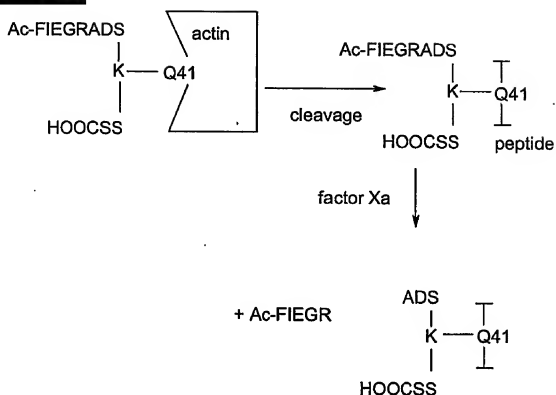 Ac-FIEGRADS
actin
K — Q41
HOOCSS
cleavage
Ac-FIEGRADS
K — Q41
HOOCSS
peptide
factor Xa
+ Ac-FIEGR
ADS
K — Q41
HOOCSS